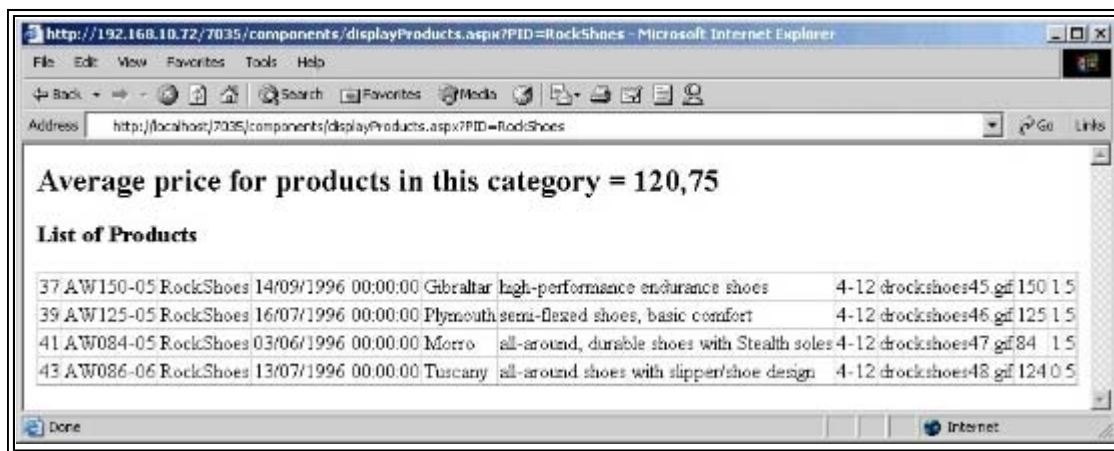 http://192.168.10.72/7035/components/displayProducts.aspx?PID=RockShoes - Microsoft Internet Explorer
File Edit View Favorites Tools Help
Back Search Favorites Media
Address http://localhost/7035/components/displayProducts.aspx?PID=RockShoes Go Links
Average price for products in this category = 120,75
List of Products
37 AW150-05 RockShoes 14/09/1996 00:00:00 Gibraltar high-performance endurance shoes 4-12 drockshoes45.gif 150 1 5
39 AW125-05 RockShoes 16/07/1996 00:00:00 Plymouth semi-flexed shoes, basic comfort 4-12 drockshoes46.gif 125 1 5
41 AW084-05 RockShoes 03/06/1996 00:00:00 Morro all-around, durable shoes with Stealth soles 4-12 drockshoes47.gif 84 1 5
43 AW086-06 RockShoes 13/07/1996 00:00:00 Tuscany all-around shoes with slipper/shoe design 4-12 drockshoes48.gif 124 0 5
Done Internet